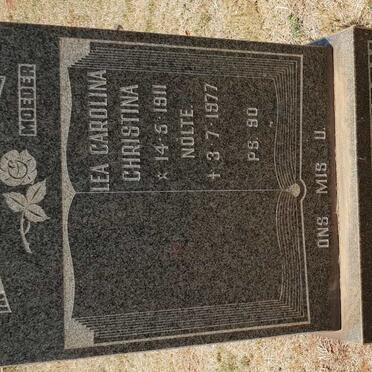 MOEDER
LEA CAROLINA
CHRISTINA
* 14-5-1911
NOLTE.
† 3-7-1977
PS. 90
ONS MIS U.